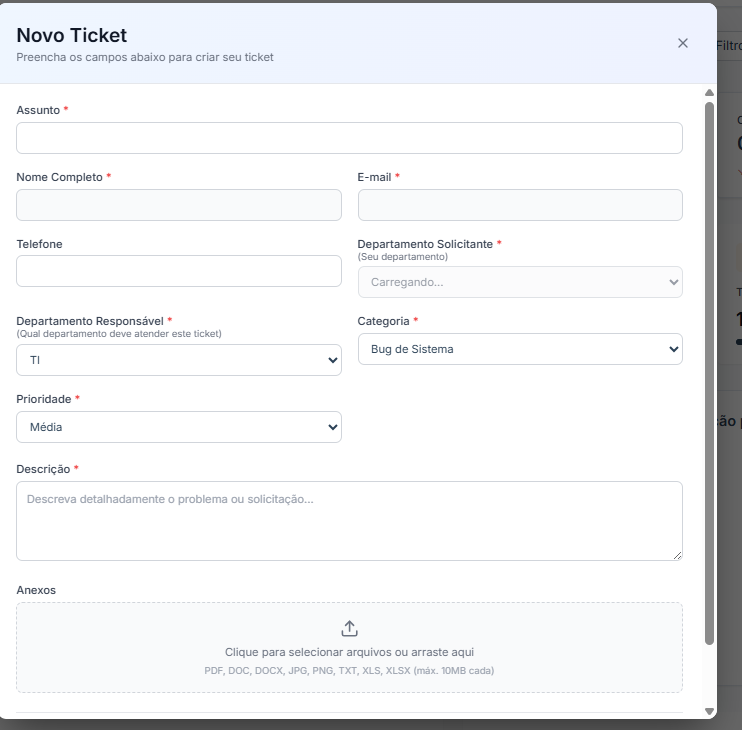 Novo Ticket
Preencha os campos abaixo para criar seu ticket
Assunto *
Nome Completo *
E-mail *
Telefone
Departamento Solicitante *
(Seu departamento)
Carregando...
Departamento Responsável *
(Qual departamento deve atender este ticket)
TI
Categoria *
Bug de Sistema
Prioridade *
Média
Descrição *
Descreva detalhadamente o problema ou solicitação...
Anexos
Clique para selecionar arquivos ou arraste aqui
PDF, DOC, DOCX, JPG, PNG, TXT, XLS, XLSX (máx. 10MB cada)